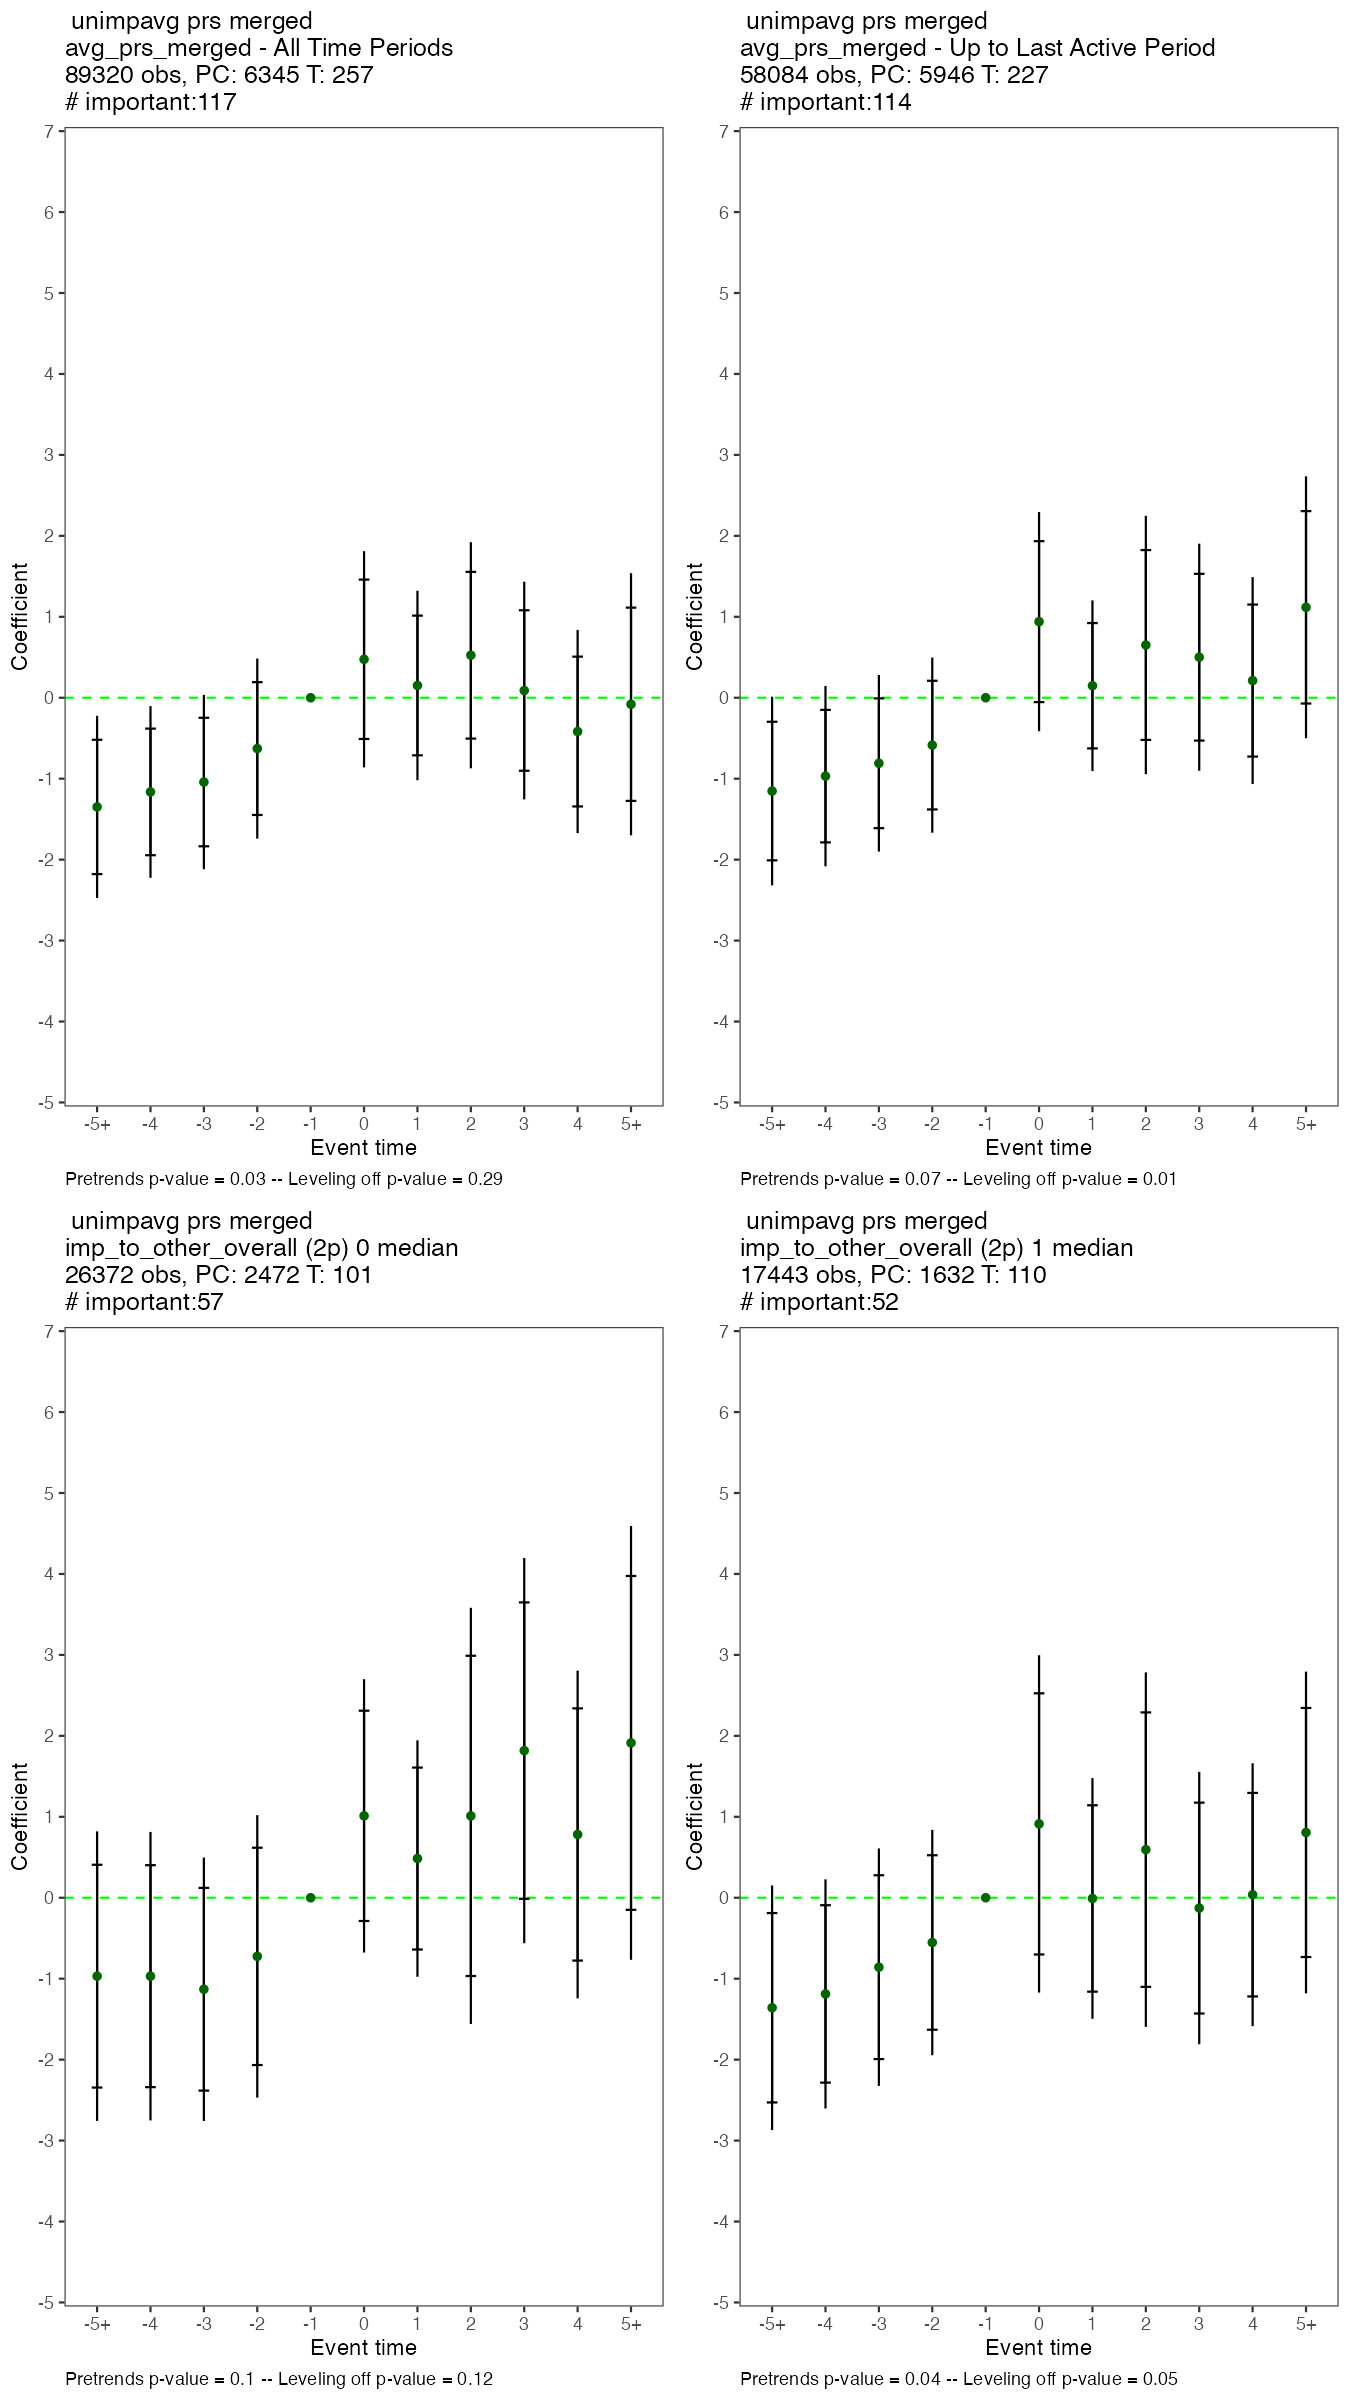 unimpavg prs merged
avg_prs_merged - All Time Periods
89320 obs, PC: 6345 T: 257
# important:117
7
6
5
4
3
2
1
0
-1
-2
-3
-4
-5
Coefficient
-5+ -4 -3 -2 -1 0 1 2 3 4 5+
Event time
Pretrends p-value = 0.03 -- Leveling off p-value = 0.29
unimpavg prs merged
avg_prs_merged - Up to Last Active Period
58084 obs, PC: 5946 T: 227
# important:114
7
6
5
4
3
2
1
0
-1
-2
-3
-4
-5
Coefficient
-5+ -4 -3 -2 -1 0 1 2 3 4 5+
Event time
Pretrends p-value = 0.07 -- Leveling off p-value = 0.01
unimpavg prs merged
imp_to_other_overall (2p) 0 median
26372 obs, PC: 2472 T: 101
# important:57
7
6
5
4
3
2
1
0
-1
-2
-3
-4
-5
Coefficient
-5+ -4 -3 -2 -1 0 1 2 3 4 5+
Event time
Pretrends p-value = 0.1 -- Leveling off p-value = 0.12
unimpavg prs merged
imp_to_other_overall (2p) 1 median
17443 obs, PC: 1632 T: 110
# important:52
7
6
5
4
3
2
1
0
-1
-2
-3
-4
-5
Coefficient
-5+ -4 -3 -2 -1 0 1 2 3 4 5+
Event time
Pretrends p-value = 0.04 -- Leveling off p-value = 0.05